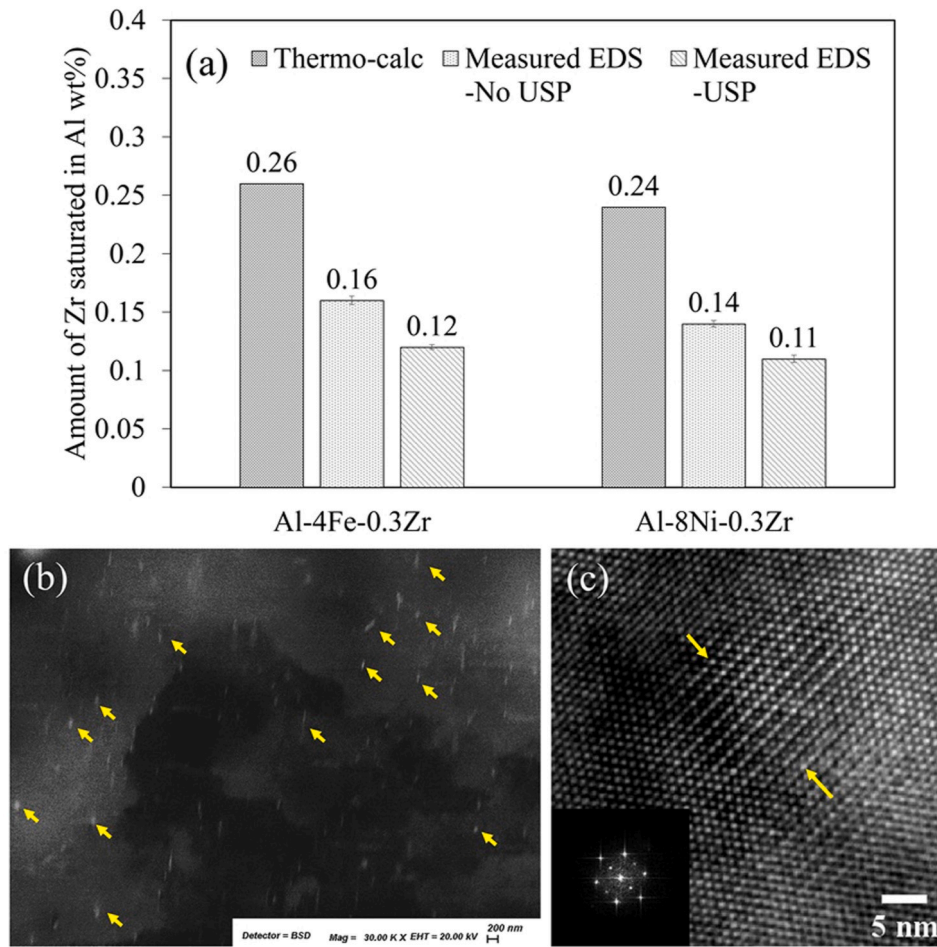 0.4
(a)
Thermo-calc
Measured EDS
-No USP
Measured EDS
-USP
0.35
0.3
0.25
0.2
0.15
0.1
0.05
0
Amount of Zr saturated in Al wt%)
0.26
0.16
0.12
0.24
0.14
0.11
Al-4Fe-0.3Zr
Al-8Ni-0.3Zr
(b)
Detector = BSD Mag = 30.00 K X EHT = 20.00 kV 200 nm
(c)
5 nm